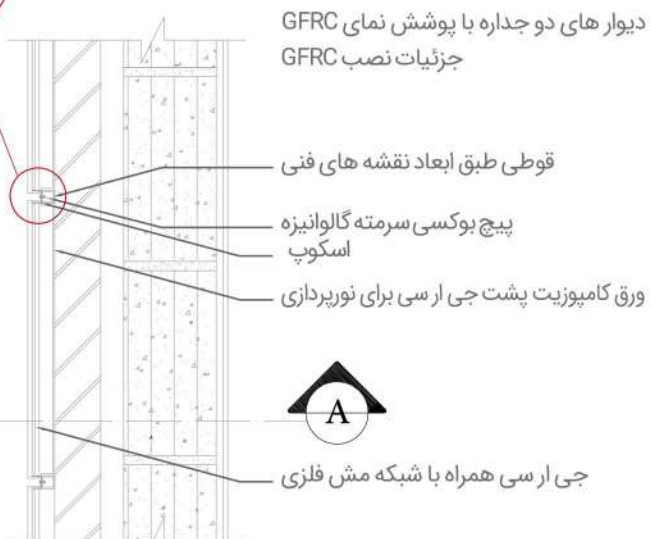 دیوار های دو جداره با پوشش نمای GFRC
جزئیات نصب GFRC
قوطی طبق ابعاد نقشه های فنی
پیچ بوکسی سرمته گالوانیزه
اسکوپ
ورق کامپوزیت پشت جی ار سی برای نورپردازی
A
جی ار سی همراه با شبکه مش فلزی